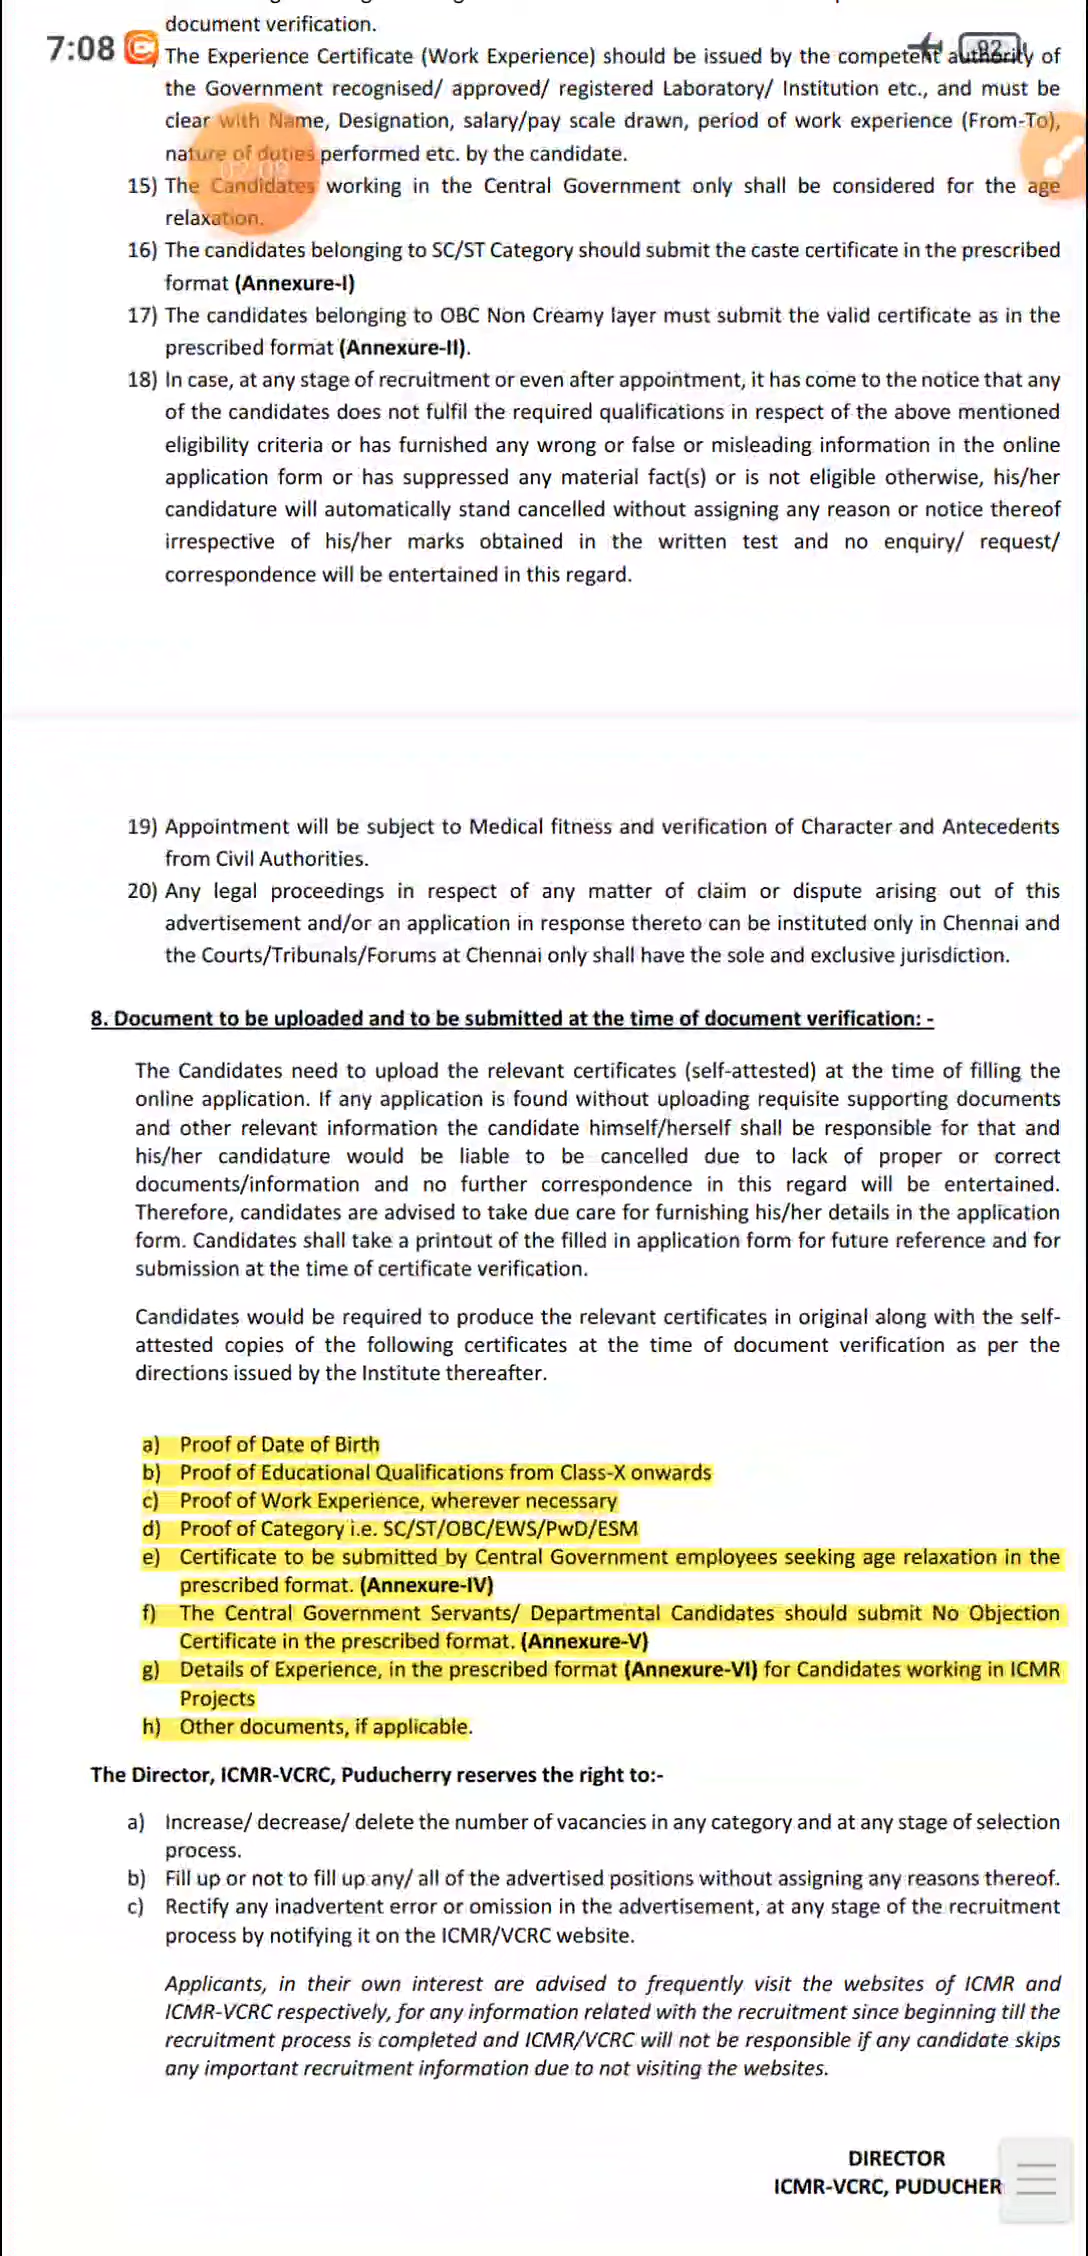 document verification.
7:08
92
The Experience Certificate (Work Experience) should be issued by the competent authority of
the Government recognised/ approved/ registered Laboratory/ Institution etc., and must be
clear with Name, Designation, salary/pay scale drawn, period of work experience (From-To),
nature of duties performed etc. by the candidate.
02:09
15) The Candidates working in the Central Government only shall be considered for the age
relaxation.
16) The candidates belonging to SC/ST Category should submit the caste certificate in the prescribed
format (Annexure-I)
17) The candidates belonging to OBC Non Creamy layer must submit the valid certificate as in the
prescribed format (Annexure-II).
18) In case, at any stage of recruitment or even after appointment, it has come to the notice that any
of the candidates does not fulfil the required qualifications in respect of the above mentioned
eligibility criteria or has furnished any wrong or false or misleading information in the online
application form or has suppressed any material fact(s) or is not eligible otherwise, his/her
candidature will automatically stand cancelled without assigning any reason or notice thereof
irrespective of his/her marks obtained in the written test and no enquiry/ request/
correspondence will be entertained in this regard.
19) Appointment will be subject to Medical fitness and verification of Character and Antecedents
from Civil Authorities.
20) Any legal proceedings in respect of any matter of claim or dispute arising out of this
advertisement and/or an application in response thereto can be instituted only in Chennai and
the Courts/Tribunals/Forums at Chennai only shall have the sole and exclusive jurisdiction.
8. Document to be uploaded and to be submitted at the time of document verification: -
The Candidates need to upload the relevant certificates (self-attested) at the time of filling the
online application. If any application is found without uploading requisite supporting documents
and other relevant information the candidate himself/herself shall be responsible for that and
his/her candidature would be liable to be cancelled due to lack of proper or correct
documents/information and no further correspondence in this regard will be entertained.
Therefore, candidates are advised to take due care for furnishing his/her details in the application
form. Candidates shall take a printout of the filled in application form for future reference and for
submission at the time of certificate verification.
Candidates would be required to produce the relevant certificates in original along with the self-
attested copies of the following certificates at the time of document verification as per the
directions issued by the Institute thereafter.
a) Proof of Date of Birth
b) Proof of Educational Qualifications from Class-X onwards
c) Proof of Work Experience, wherever necessary
d) Proof of Category i.e. SC/ST/OBC/EWS/PwD/ESM
e) Certificate to be submitted by Central Government employees seeking age relaxation in the
prescribed format. (Annexure-IV)
f) The Central Government Servants/ Departmental Candidates should submit No Objection
Certificate in the prescribed format. (Annexure-V)
g) Details of Experience, in the prescribed format (Annexure-VI) for Candidates working in ICMR
Projects
h) Other documents, if applicable.
The Director, ICMR-VCRC, Puducherry reserves the right to:-
a) Increase/ decrease/ delete the number of vacancies in any category and at any stage of selection
process.
b) Fill up or not to fill up any/ all of the advertised positions without assigning any reasons thereof.
c) Rectify any inadvertent error or omission in the advertisement, at any stage of the recruitment
process by notifying it on the ICMR/VCRC website.
Applicants, in their own interest are advised to frequently visit the websites of ICMR and
ICMR-VCRC respectively, for any information related with the recruitment since beginning till the
recruitment process is completed and ICMR/VCRC will not be responsible if any candidate skips
any important recruitment information due to not visiting the websites.
DIRECTOR
ICMR-VCRC, PUDUCHER